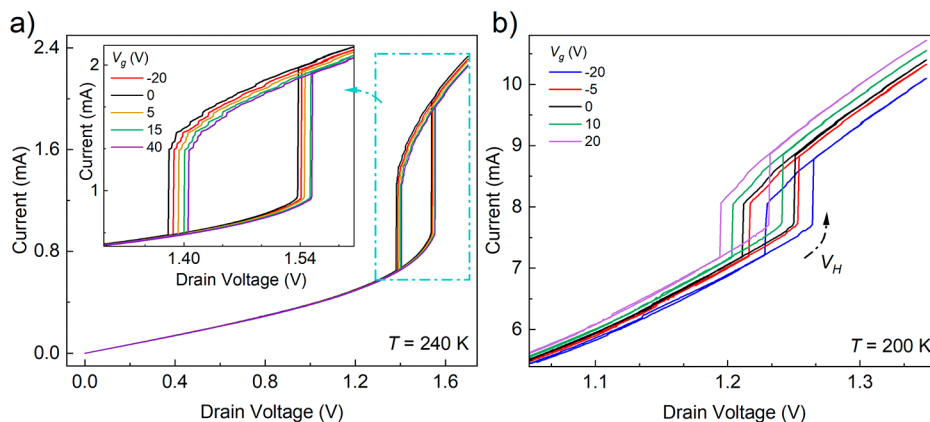 a)
2.4
1.6
0.8
0.0
Current (mA)
0.0
0.4
0.8
1.2
1.6
Drain Voltage (V)
T = 240 K
Vg (V)
-20
0
5
15
40
2
1
Current (mA)
1.40
1.54
Drain Voltage (V)
b)
10
9
8
7
6
Current (mA)
1.1
1.2
1.3
Drain Voltage (V)
Vg (V)
-20
-5
0
10
20
VH
T = 200 K